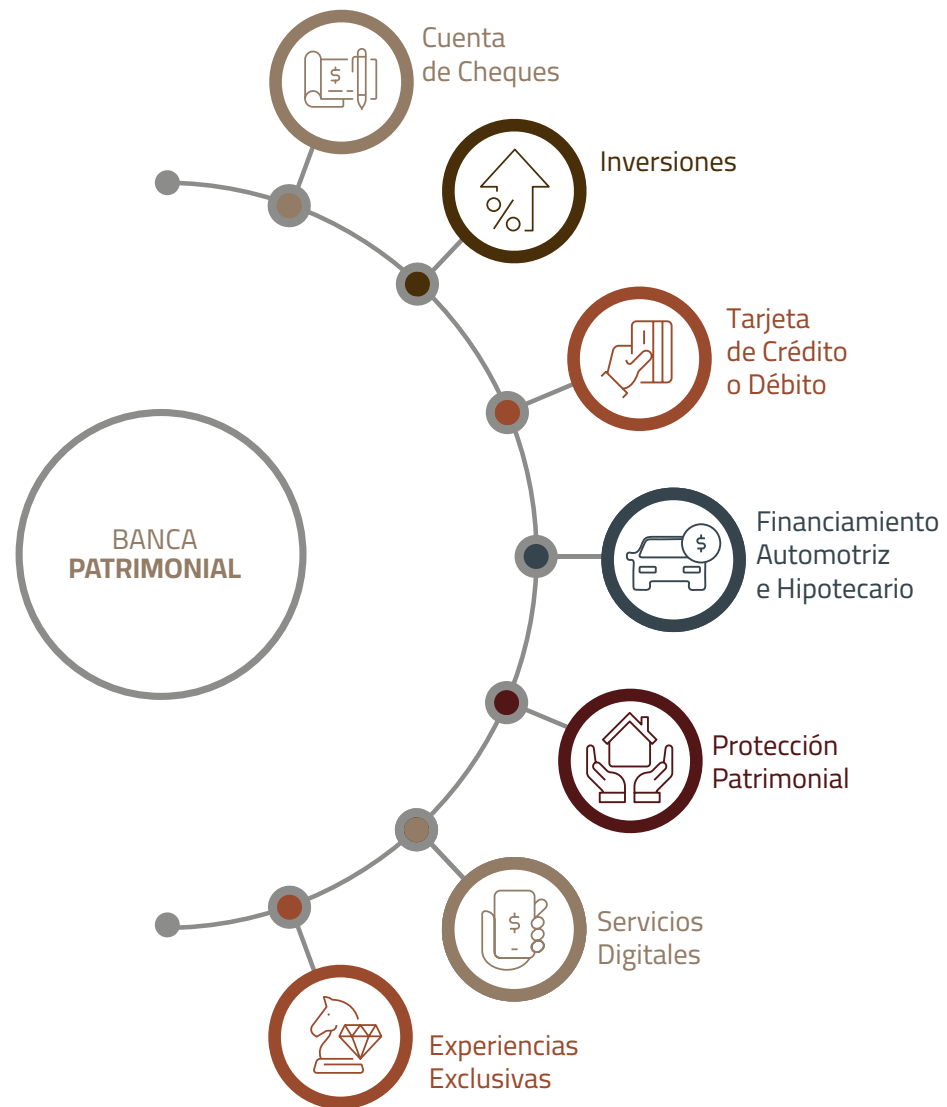 Cuenta
de Cheques
Inversiones
Tarjeta
de Crédito
o Débito
BANCA
PATRIMONIAL
Financiamiento
Automotriz
e Hipotecario
Protección
Patrimonial
Servicios
Digitales
Experiencias
Exclusivas